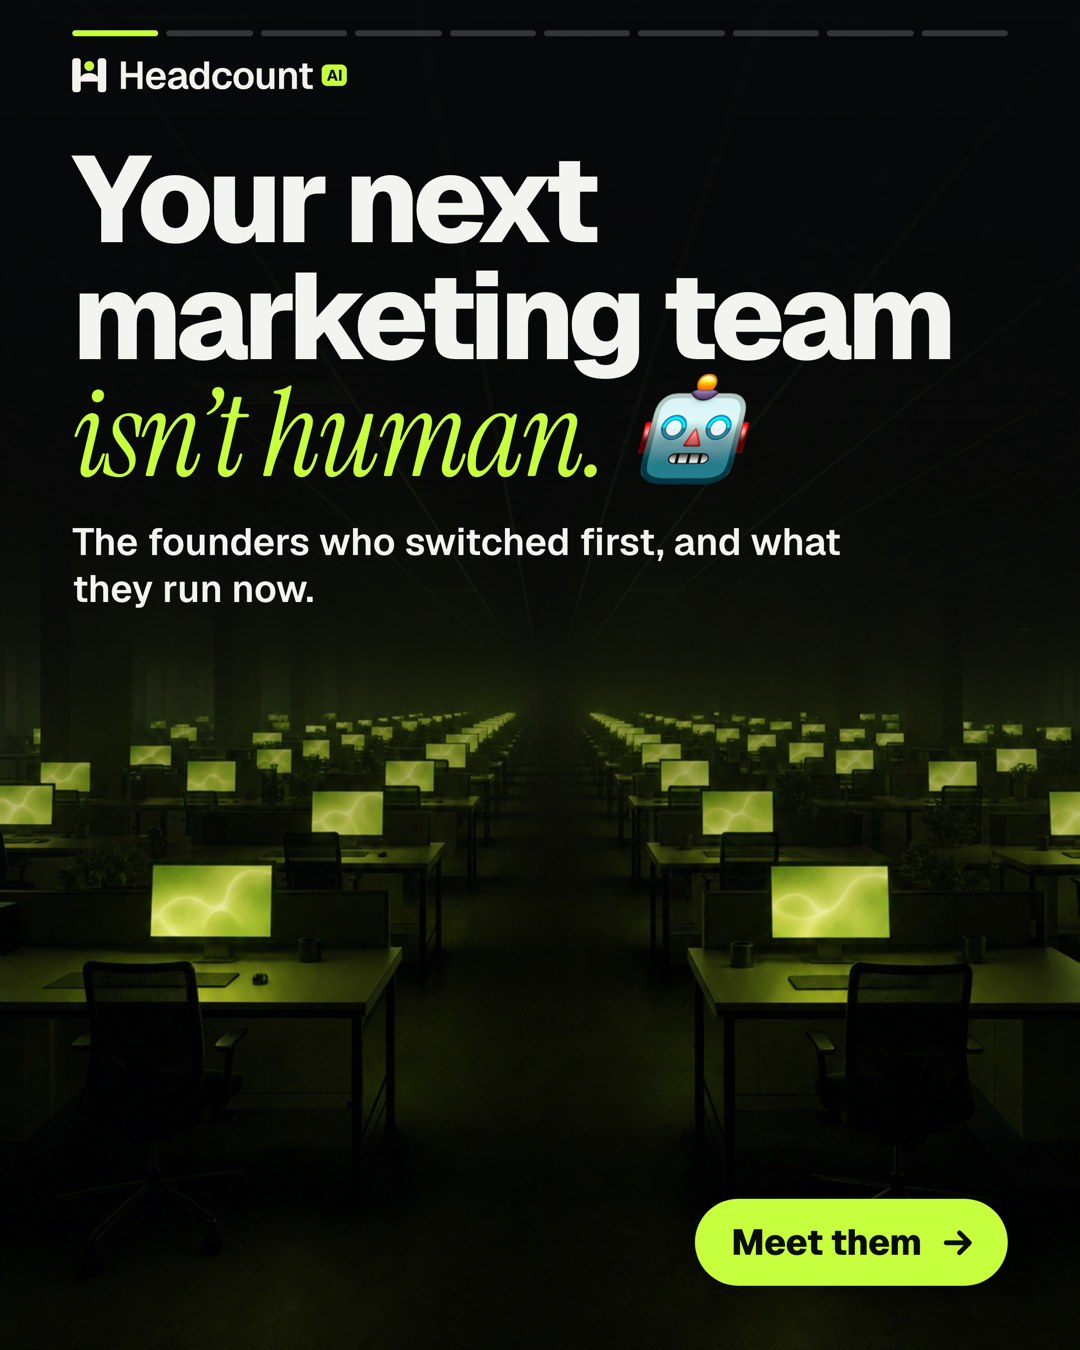 Headcount AI
Your next
marketing team
isn’t human.
The founders who switched first, and what
they run now.
Meet them →